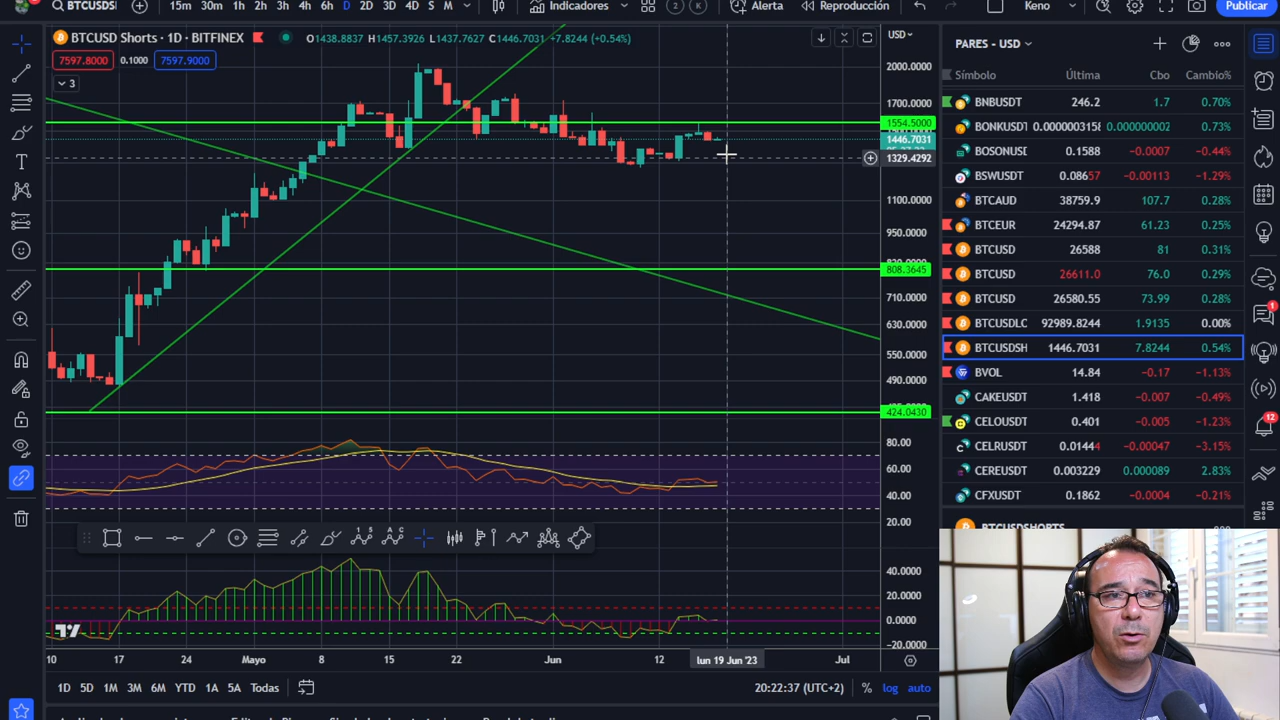 BTCUSDS
15m 30m 1h 2h 3h 4h 6h D 2D 3D 4D S M
Indicadores
2 K
Alerta
Reproducción
Keno
Publicar
BTCUSD Shorts · 1D · BITFINEX
O1438.8837 H1457.3926 L1437.7627 C1446.7031 +7.8244 (+0.54%)
7597.8000 0.1000 7597.9000
3
USD
2000.0000
1700.0000
1554.5000
1446.7031
1329.4292
1100.0000
950.0000
808.3645
710.0000
630.0000
550.0000
490.0000
424.0430
80.00
60.00
40.00
20.00
40.0000
20.0000
0.0000
−20.0000
10 17 24 Mayo 8 15 22 Jun 12 lun 19 Jun '23 Jul
1D 5D 1M 3M 6M YTD 1A 5A Todas
20:22:37 (UTC+2) % log auto
PARES - USD
Símbolo Última Cbo Cambio%
BNBUSDT 246.2 1.7 0.70%
BONKUSDT 0.73%
BOSONUSD 0.1588 −0.0007 −0.44%
BSWUSDT 0.0857 −0.00113 −1.29%
BTCAUD 38759.9 107.7 0.28%
BTCEUR 24294.87 61.23 0.25%
BTCUSD 26588 81 0.31%
BTCUSD 26611.0 76.0 0.29%
BTCUSD 26580.55 73.99 0.28%
BTCUSDLC 92989.8244 1.9135 0.00%
BTCUSDSH 1446.7031 7.8244 0.54%
BVOL 14.84 −0.17 −1.13%
CAKEUSDT 1.418 −0.007 −0.49%
CELOUSDT 0.401 −0.005 −1.23%
CELRUSDT 0.01444 −0.00047 −3.15%
CEREUSDT 0.003229 0.000089 2.83%
CFXUSDT 0.1862 −0.0004 −0.21%
BTCUSDSHORTS
1
12